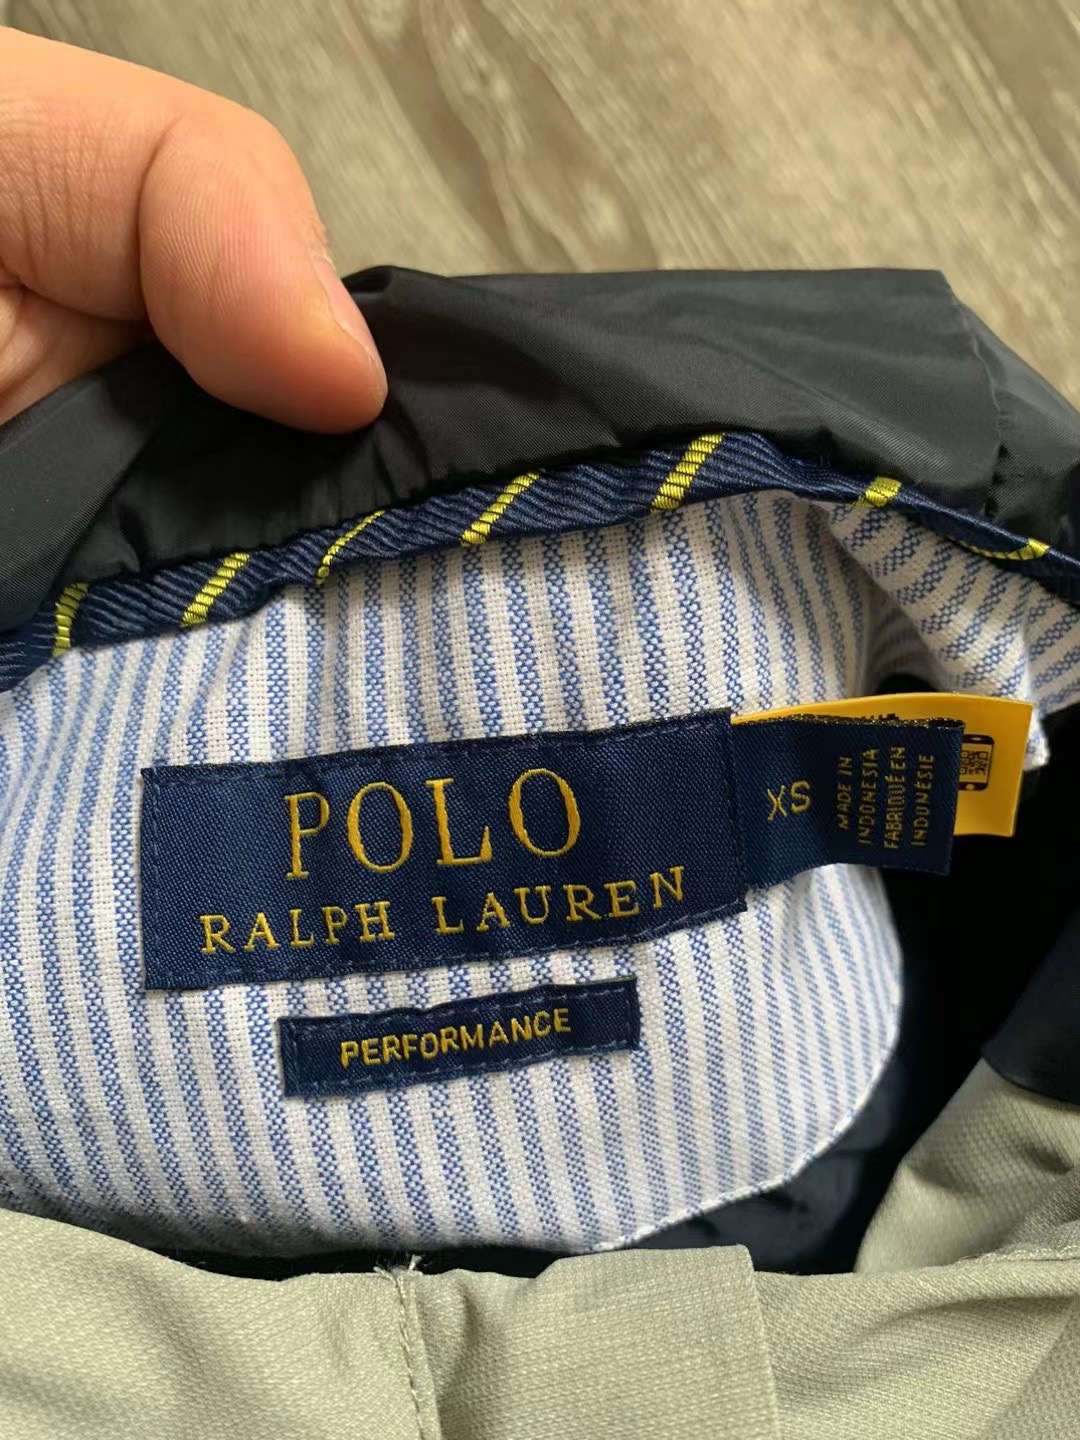 POLO
RALPH LAUREN
PERFORMANCE
XS
MADE IN
INDONESIA
FABRIQUÉ EN
INDONÉSIE